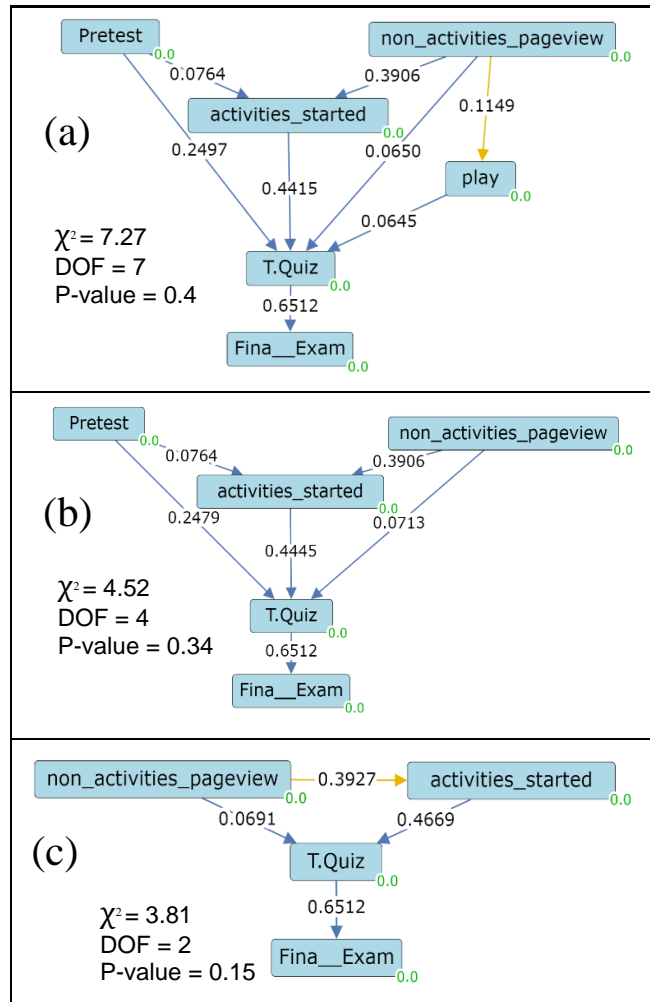 Pretest
0.0
non_activities_pageview
0.0
0.0764
0.3906
activities_started
0.0
(a)
0.1149
0.2497
0.0650
play
0.0
0.4415
0.0645
χ² = 7.27
DOF = 7
P-value = 0.4
T.Quiz
0.0
0.6512
Fina__Exam
0.0
Pretest
0.0
non_activities_pageview
0.0
0.0764
0.3906
activities_started
0.0
(b)
0.2479
0.0713
0.4445
χ² = 4.52
DOF = 4
P-value = 0.34
T.Quiz
0.0
0.6512
Fina__Exam
0.0
non_activities_pageview
0.0
0.3927
activities_started
0.0
0.0691
0.4669
(c)
T.Quiz
0.0
0.6512
χ² = 3.81
DOF = 2
P-value = 0.15
Fina__Exam
0.0